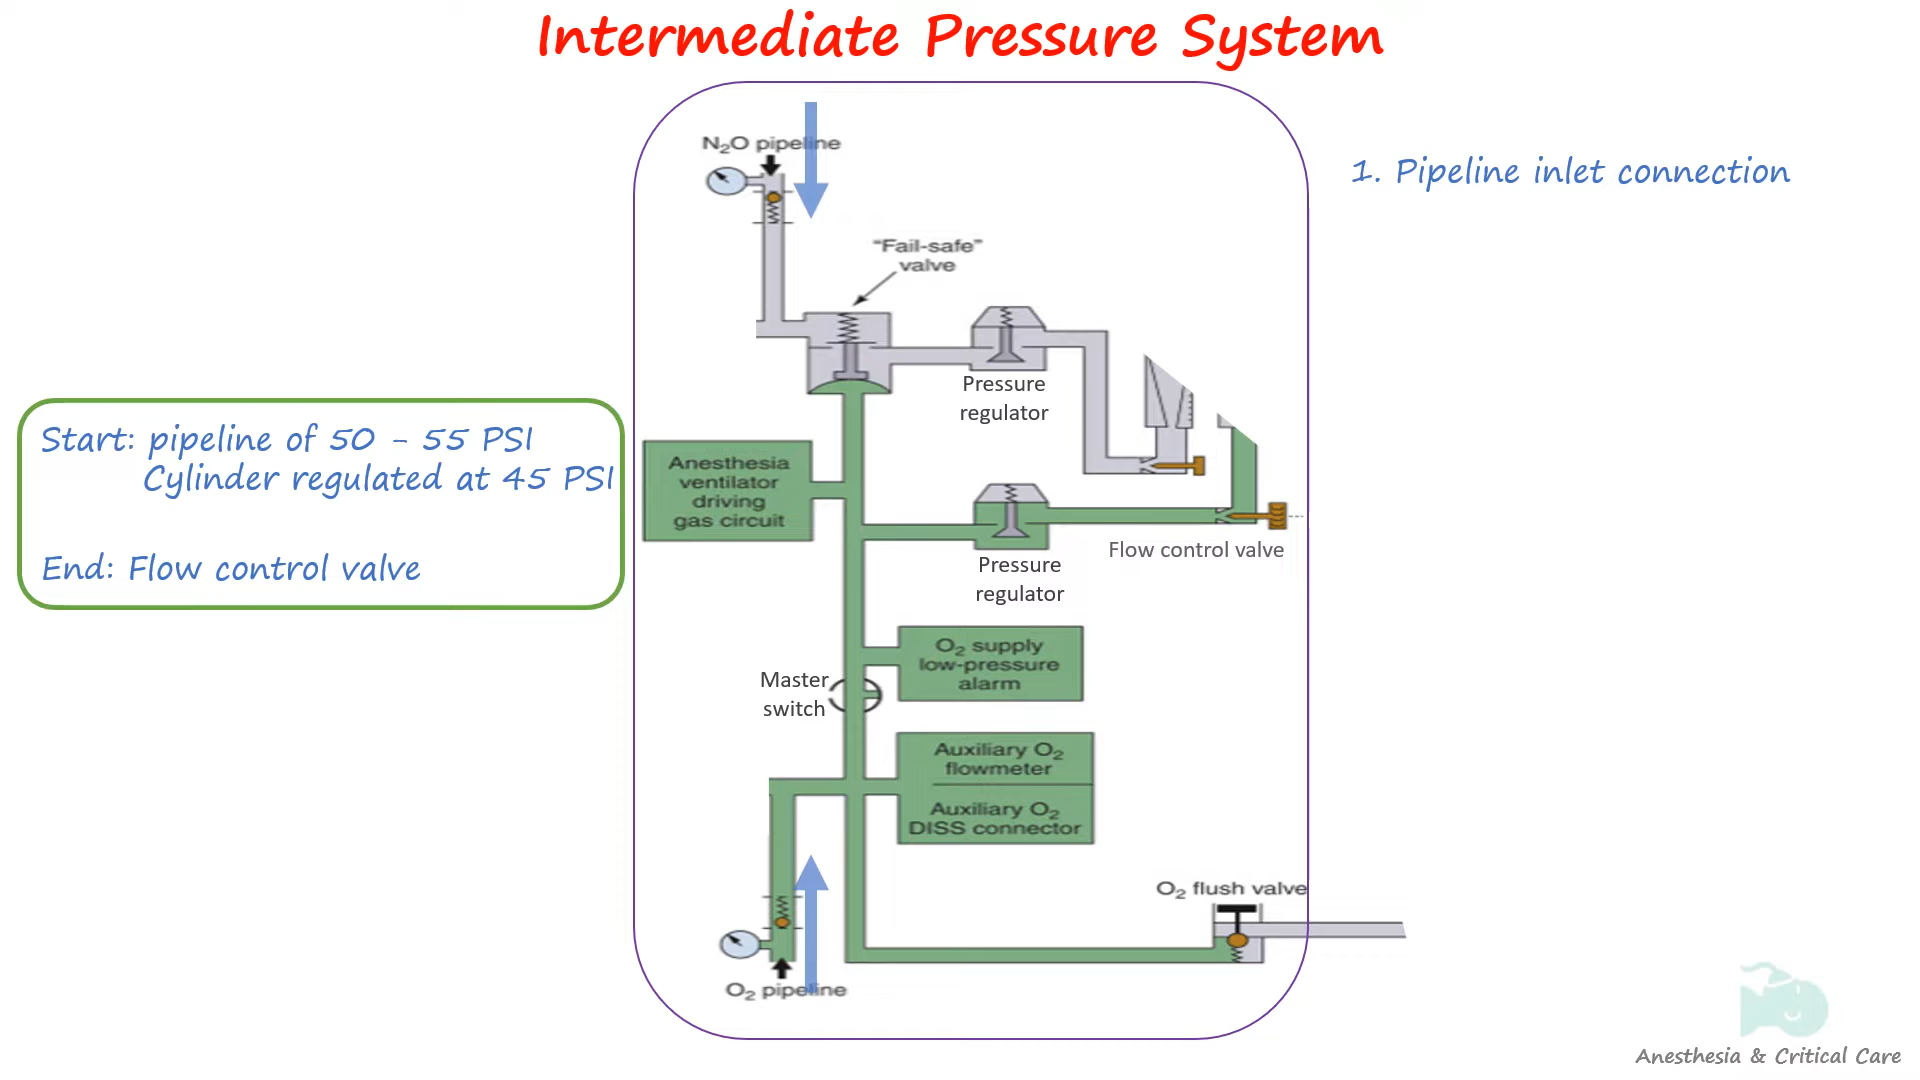 Intermediate Pressure System
N₂O pipeline
1. Pipeline inlet connection
"Fail-safe"
valve
Pressure
regulator
Start: pipeline of 50 - 55 PSI
Cylinder regulated at 45 PSI
End: Flow control valve
Anesthesia
ventilator
driving
gas circuit
Flow control valve
Pressure
regulator
O₂ supply
low-pressure
alarm
Master
switch
Auxiliary O₂
flowmeter
Auxiliary O₂
DISS connector
O₂ flush valve
O₂ pipeline
Anesthesia & Critical Care